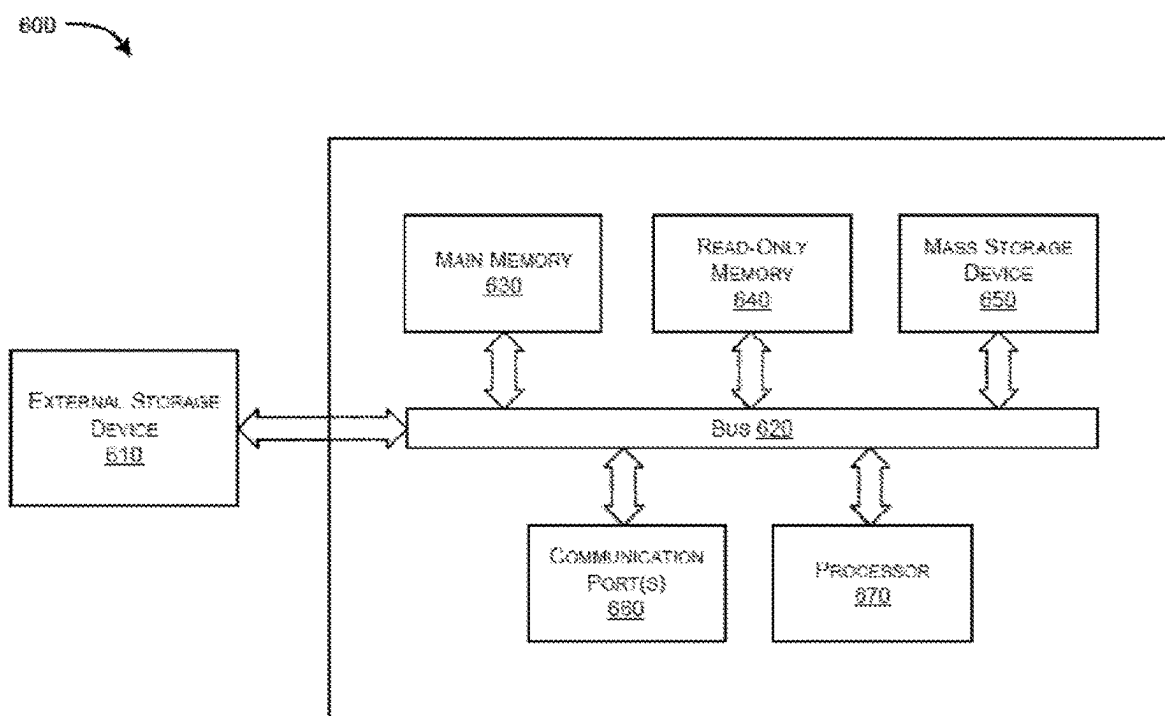 600
MAIN MEMORY
630
READ-ONLY
MEMORY
640
MASS STORAGE
DEVICE
650
EXTERNAL STORAGE
DEVICE
610
BUS 620
COMMUNICATION
PORT(S)
660
PROCESSOR
670